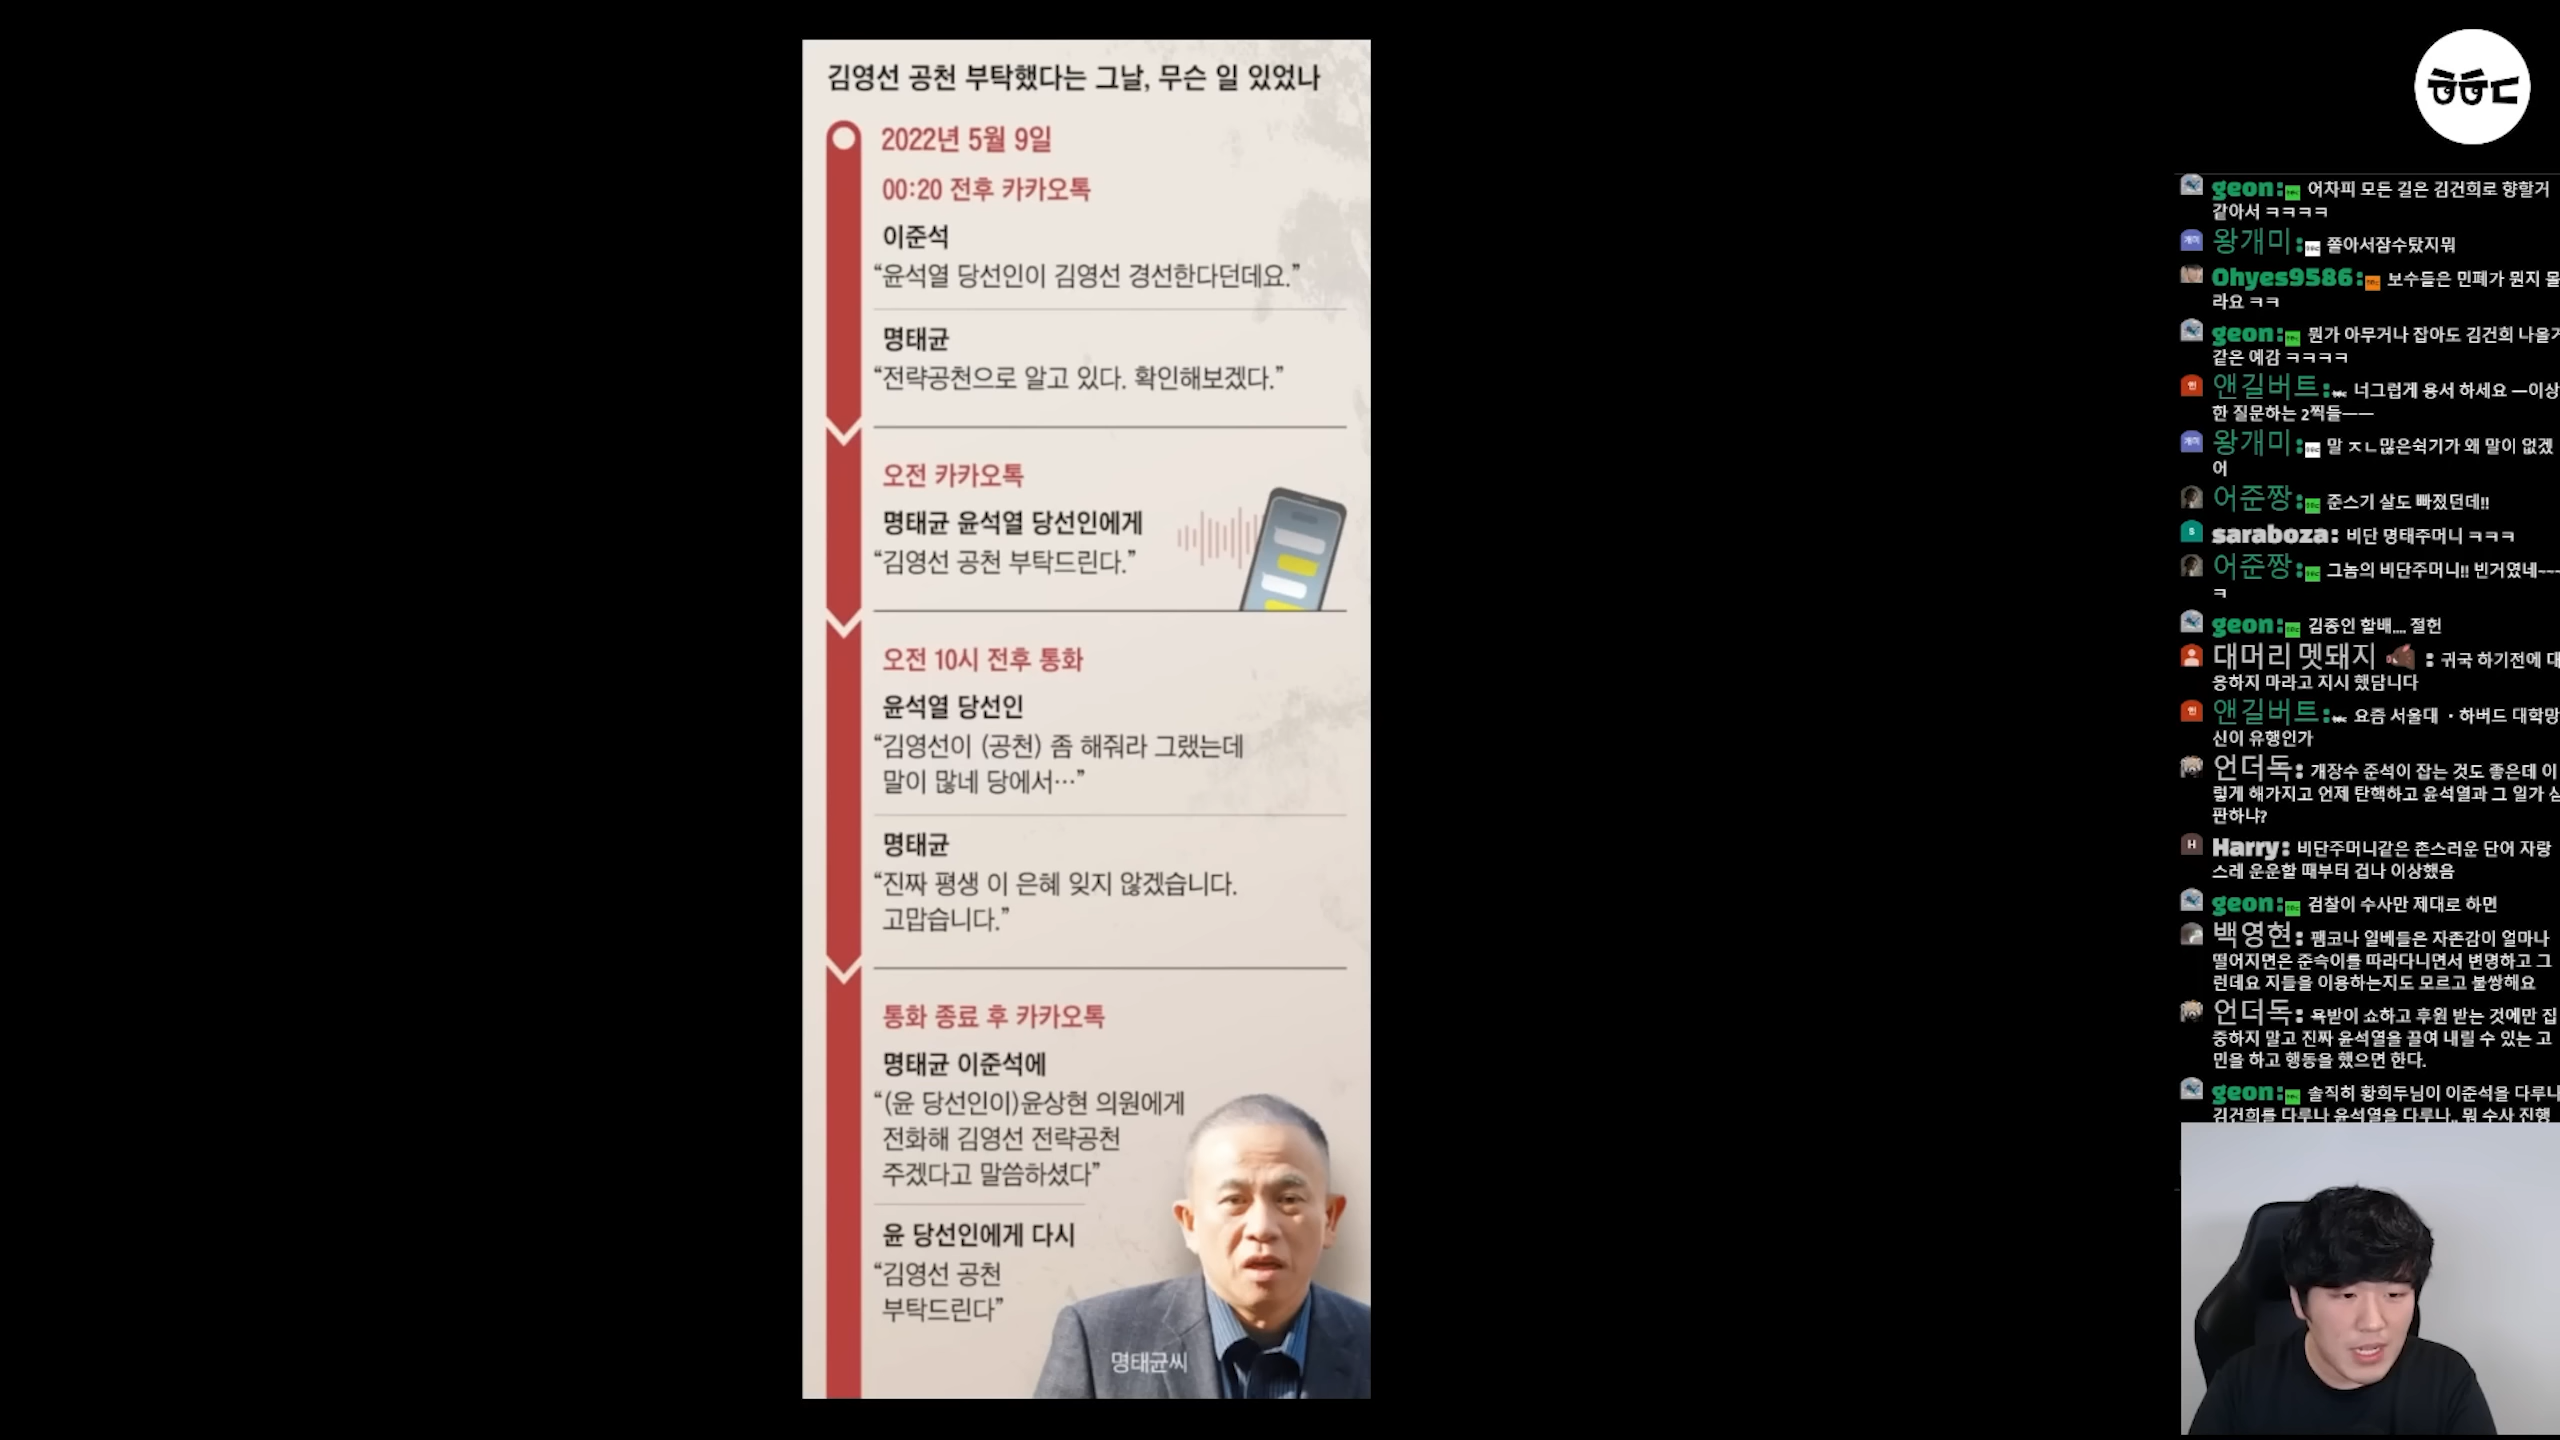 김영선 공천 부탁했다는 그날, 무슨 일 있었나
2022년 5월 9일
00:20 전후 카카오톡
이준석
“윤석열 당선인이 김영선 경선한다던데요.”
명태균
“전략공천으로 알고 있다. 확인해보겠다.”
오전 카카오톡
명태균 윤석열 당선인에게
“김영선 공천 부탁드린다.”
오전 10시 전후 통화
윤석열 당선인
“김영선이 (공천) 좀 해줘라 그랬는데
말이 많네 당에서…”
명태균
“진짜 평생 이 은혜 잊지 않겠습니다.
고맙습니다.”
통화 종료 후 카카오톡
명태균 이준석에
“(윤 당선인이)윤상현 의원에게
전화해 김영선 전략공천
주겠다고 말씀하셨다”
윤 당선인에게 다시
“김영선 공천
부탁드린다”
명태균씨
ㅎㅎㄷ
geon: 어차피 모든 길은 김건희로 향할거
같아서 ㅋㅋㅋㅋ
왕개미: 쫄아서잠수탔지뭐
Ohyes9586: 보수들은 민폐가 뭔지 몰
라요 ㅋㅋ
geon: 뭔가 아무거나 잡아도 김건희 나올거
같은 예감 ㅋㅋㅋㅋ
앤길버트: 너그럽게 용서 하세요 —이상
한 질문하는 2찍들——
왕개미: 말 ㅈㄴ많은쉭기가 왜 말이 없겠
어
어준짱: 준스기 살도 빠졌던데!!
saraboza: 비단 명태주머니 ㅋㅋㅋ
어준짱: 그놈의 비단주머니!! 빈거였네~~~
ㅋ
geon: 김종인 할배.... 절헌
대머리 멧돼지 🐗 : 귀국 하기전에 대
응하지 마라고 지시 했답니다
앤길버트: 요즘 서울대 ・하버드 대학망
신이 유행인가
언더독: 개장수 준석이 잡는 것도 좋은데 이
렇게 해가지고 언제 탄핵하고 윤석열과 그 일가 심
판하냐?
Harry: 비단주머니같은 촌스러운 단어 자랑
스레 운운할 때부터 겁나 이상했음
geon: 검찰이 수사만 제대로 하면
백영현: 팸코나 일베들은 자존감이 얼마나
떨어지면은 준속이를 따라다니면서 변명하고 그
런데요 지들을 이용하는지도 모르고 불쌍해요
언더독: 욕받이 쇼하고 후원 받는 것에만 집
중하지 말고 진짜 윤석열을 끌여 내릴 수 있는 고
민을 하고 행동을 했으면 한다.
geon: 솔직히 황희두님이 이준석을 다루나
김건희를 다루나 윤석열을 다루나.. 뭐 수사 진행